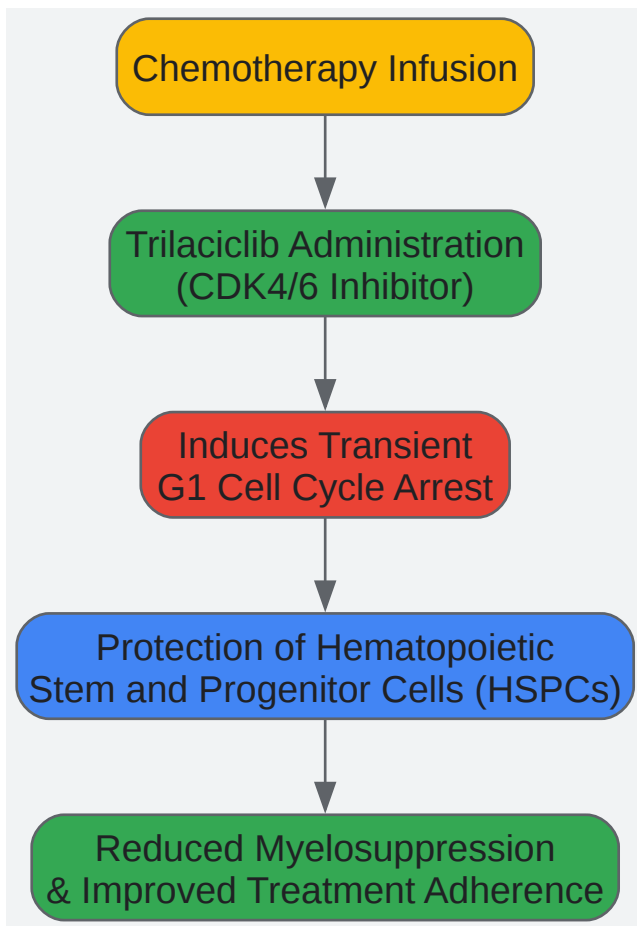 Chemotherapy Infusion
Trilaciclib Administration
(CDK4/6 Inhibitor)
Induces Transient
G1 Cell Cycle Arrest
Protection of Hematopoietic
Stem and Progenitor Cells (HSPCs)
Reduced Myelosuppression
& Improved Treatment Adherence